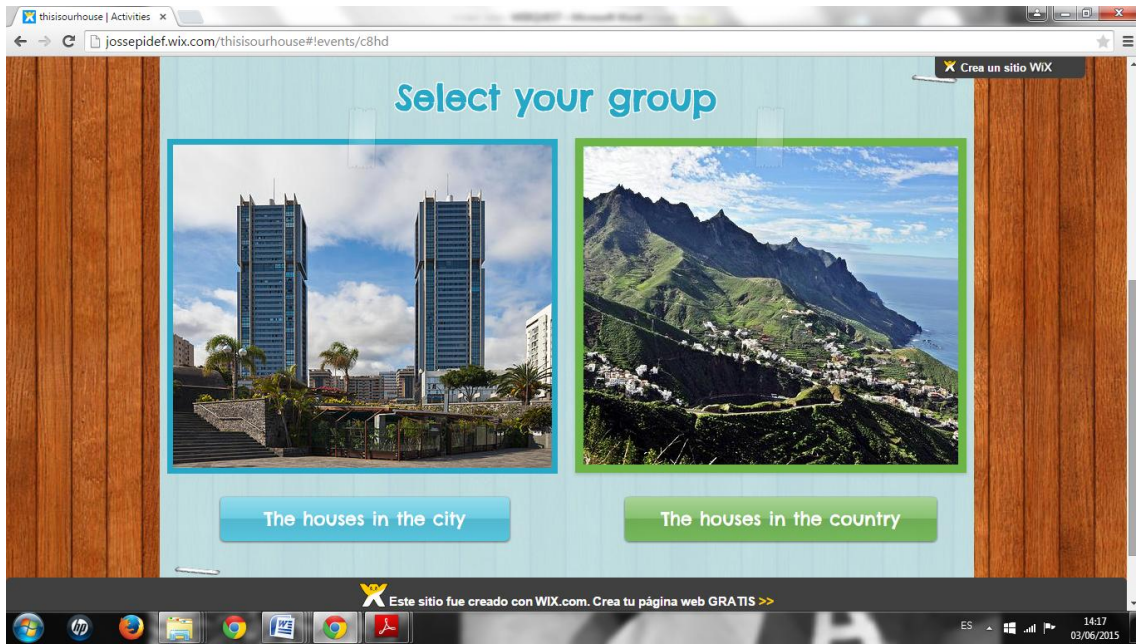 thisisourhouse | Activities
jossepidef.wix.com/thisisourhouse#!events/c8hd
Crea un sitio WiX
Select your group
The houses in the city
The houses in the country
Este sitio fue creado con WIX.com. Crea tu página web GRATIS >>
hp
W
ES
14:17
03/06/2015